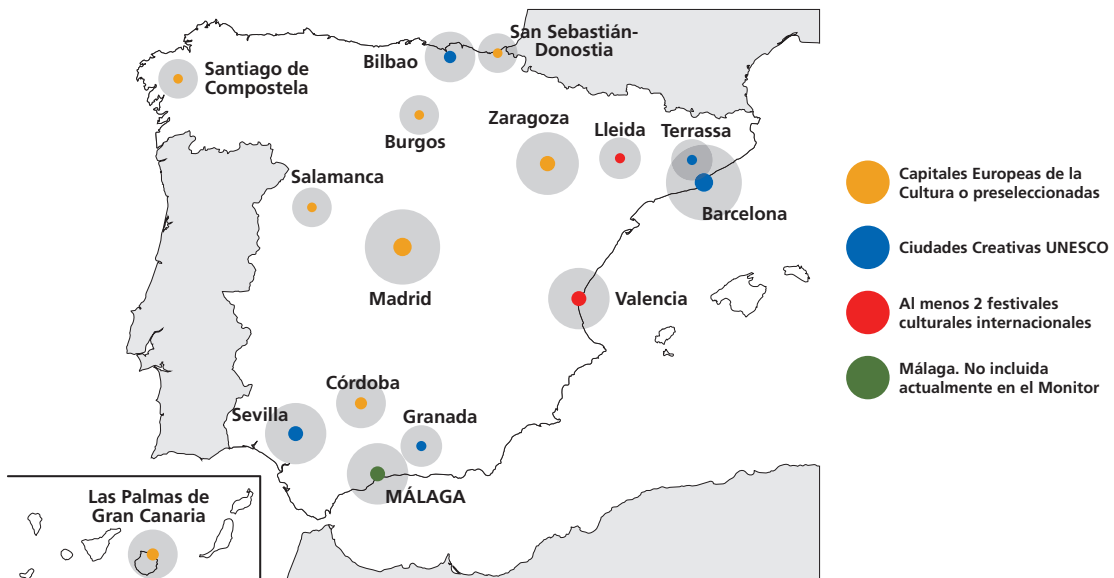 San Sebastián-
Donostia
Bilbao
Santiago de
Compostela
Burgos
Zaragoza
Lleida
Terrassa
Salamanca
Barcelona
Madrid
Valencia
Córdoba
Sevilla
Granada
MÁLAGA
Las Palmas de
Gran Canaria
Capitales Europeas de la
Cultura o preseleccionadas
Ciudades Creativas UNESCO
Al menos 2 festivales
culturales internacionales
Málaga. No incluida
actualmente en el Monitor